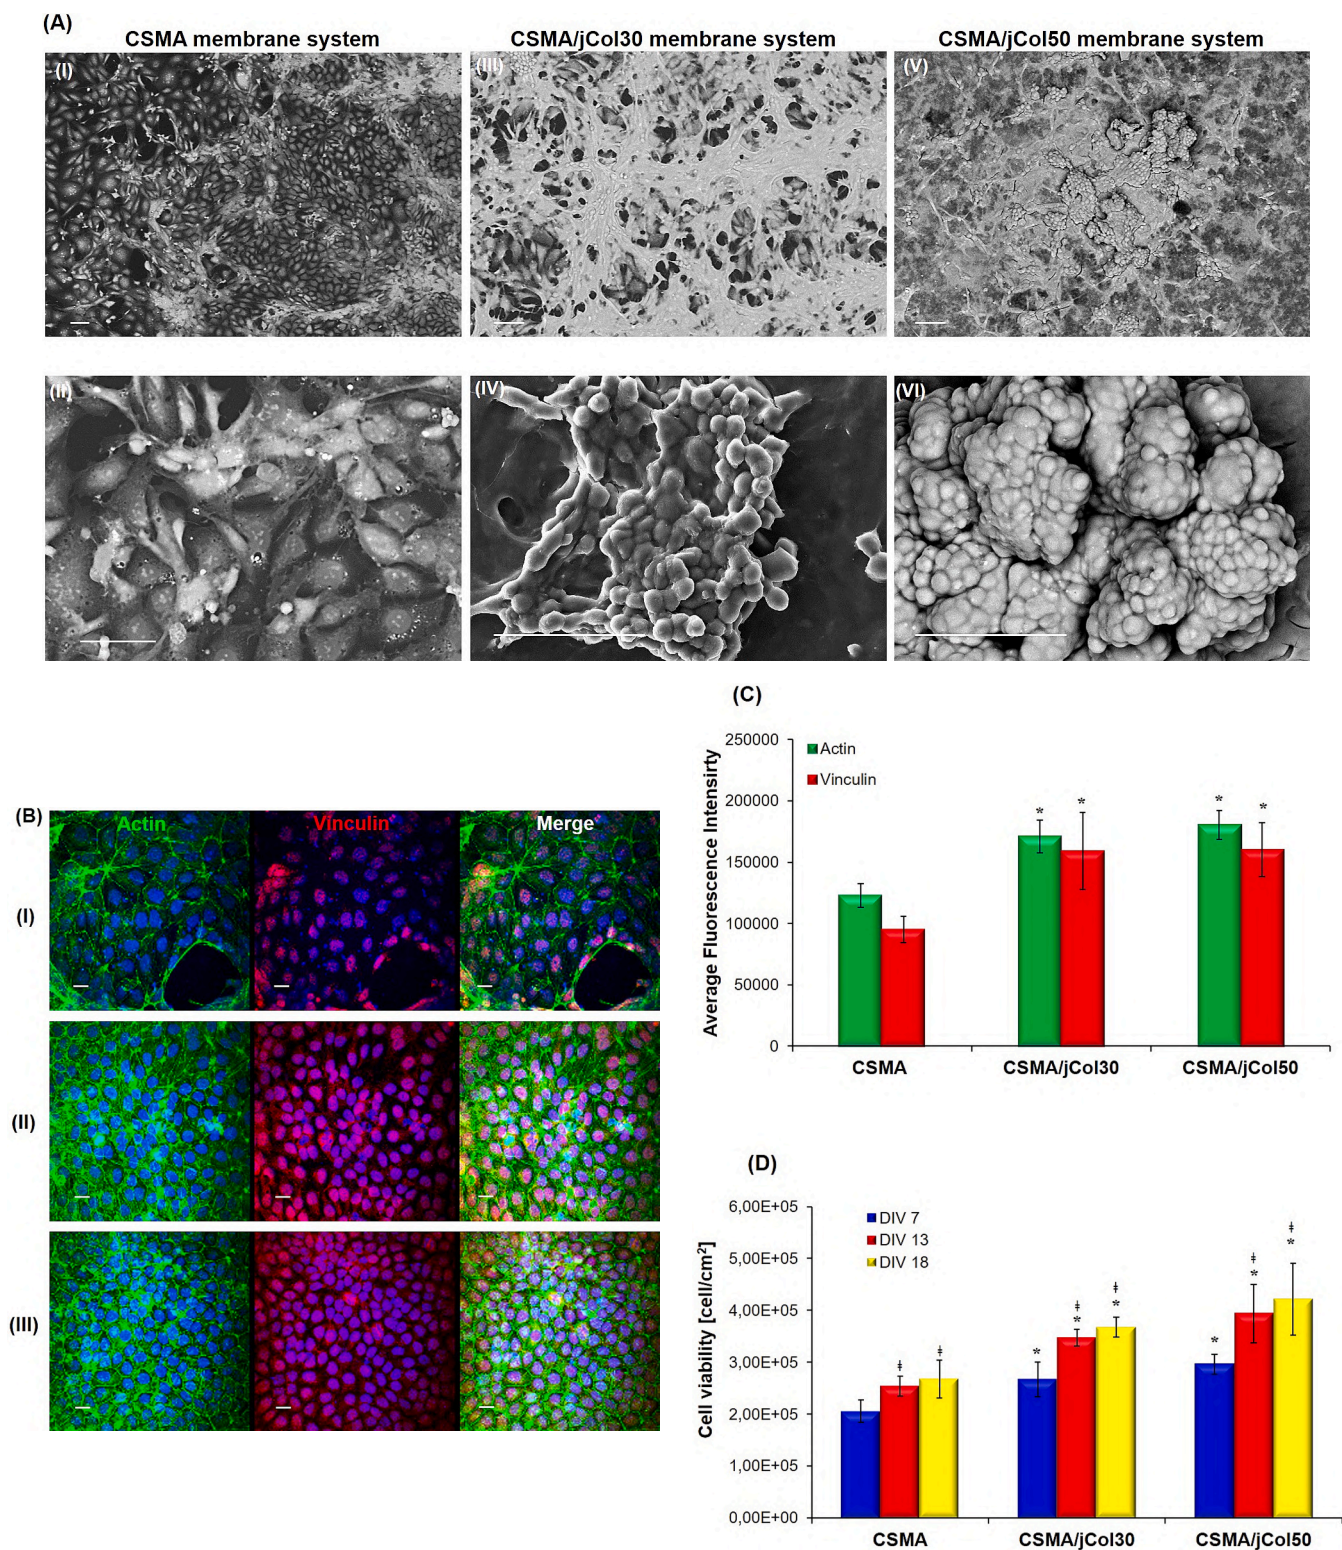 (A)
CSMA membrane system
CSMA/jCol30 membrane system
CSMA/jCol50 membrane system
(I)
(III)
(V)
(II)
(IV)
(VI)
(B)
Actin
Vinculin
Merge
(I)
(II)
(III)
(C)
Average Fluorescence Intensirty
250000
200000
150000
100000
50000
0
Actin
Vinculin
*
*
*
*
CSMA
CSMA/jCol30
CSMA/jCol50
(D)
Cell viability [cell/cm²]
6,00E+05
5,00E+05
4,00E+05
3,00E+05
2,00E+05
1,00E+05
0,00E+00
DIV 7
DIV 13
DIV 18
ǂ
ǂ
*
ǂ
*
ǂ
*
*
ǂ
*
ǂ
*
CSMA
CSMA/jCol30
CSMA/jCol50